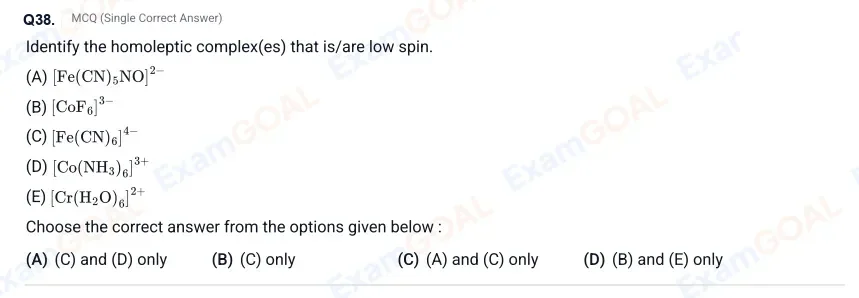 Q38. MCQ (Single Correct Answer)
Identify the homoleptic complex(es) that is/are low spin.
(A) [Fe(CN)₅NO]²⁻
(B) [CoF₆]³⁻
(C) [Fe(CN)₆]⁴⁻
(D) [Co(NH₃)₆]³⁺
(E) [Cr(H₂O)₆]²⁺
Choose the correct answer from the options given below :
(A) (C) and (D) only (B) (C) only (C) (A) and (C) only (D) (B) and (E) only